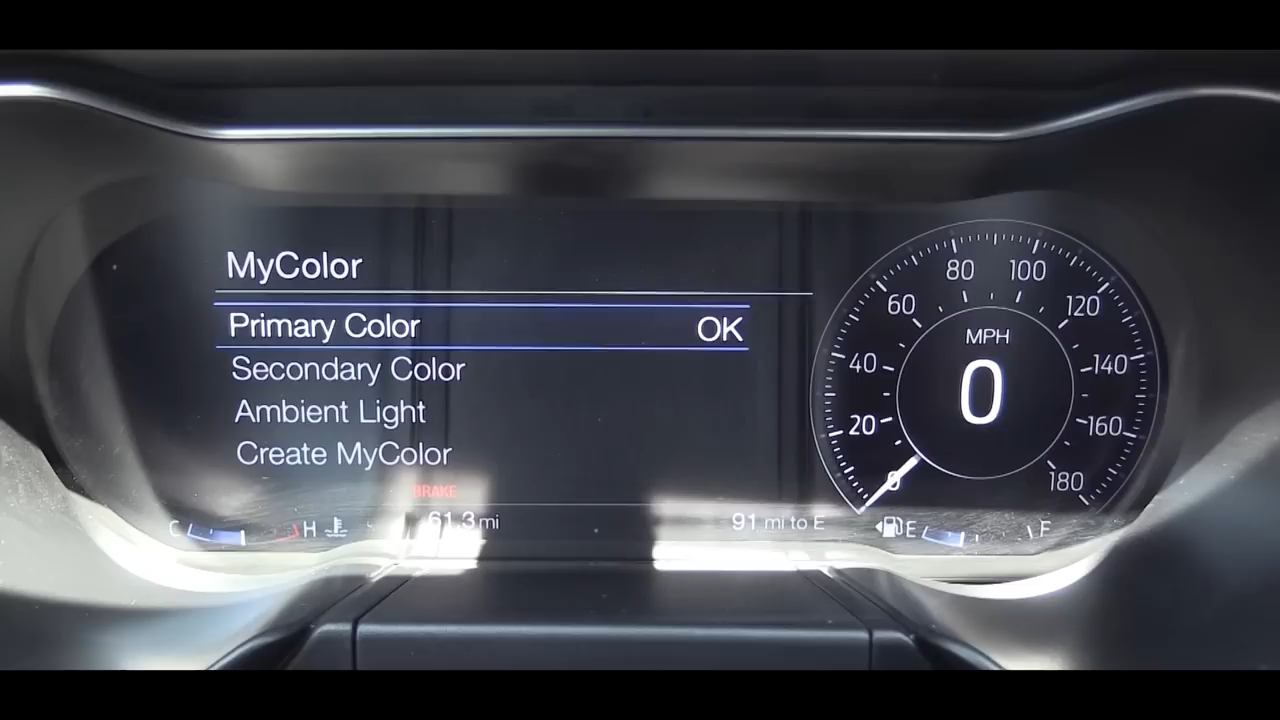 MyColor
Primary Color OK
Secondary Color
Ambient Light
Create MyColor
BRAKE
C H 61.3 mi 91 mi to E E F
MPH
0
0 20 40 60 80 100 120 140 160 180